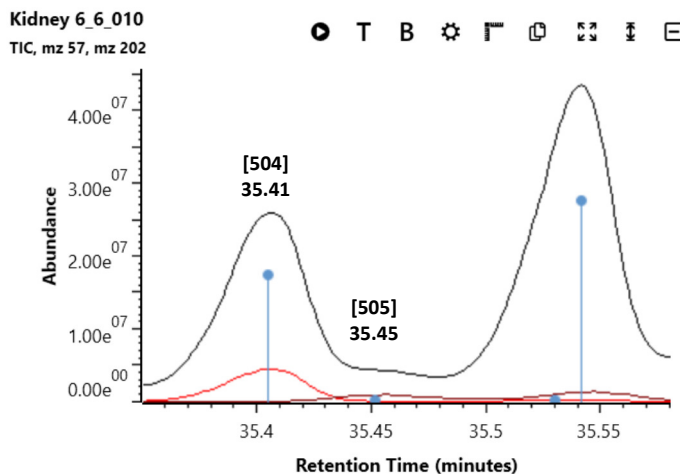 Kidney 6_6_010
TIC, mz 57, mz 202
T B
4.00e07
3.00e07
2.00e07
1.00e07
0.00e00
Abundance
[504]
35.41
[505]
35.45
35.4 35.45 35.5 35.55
Retention Time (minutes)